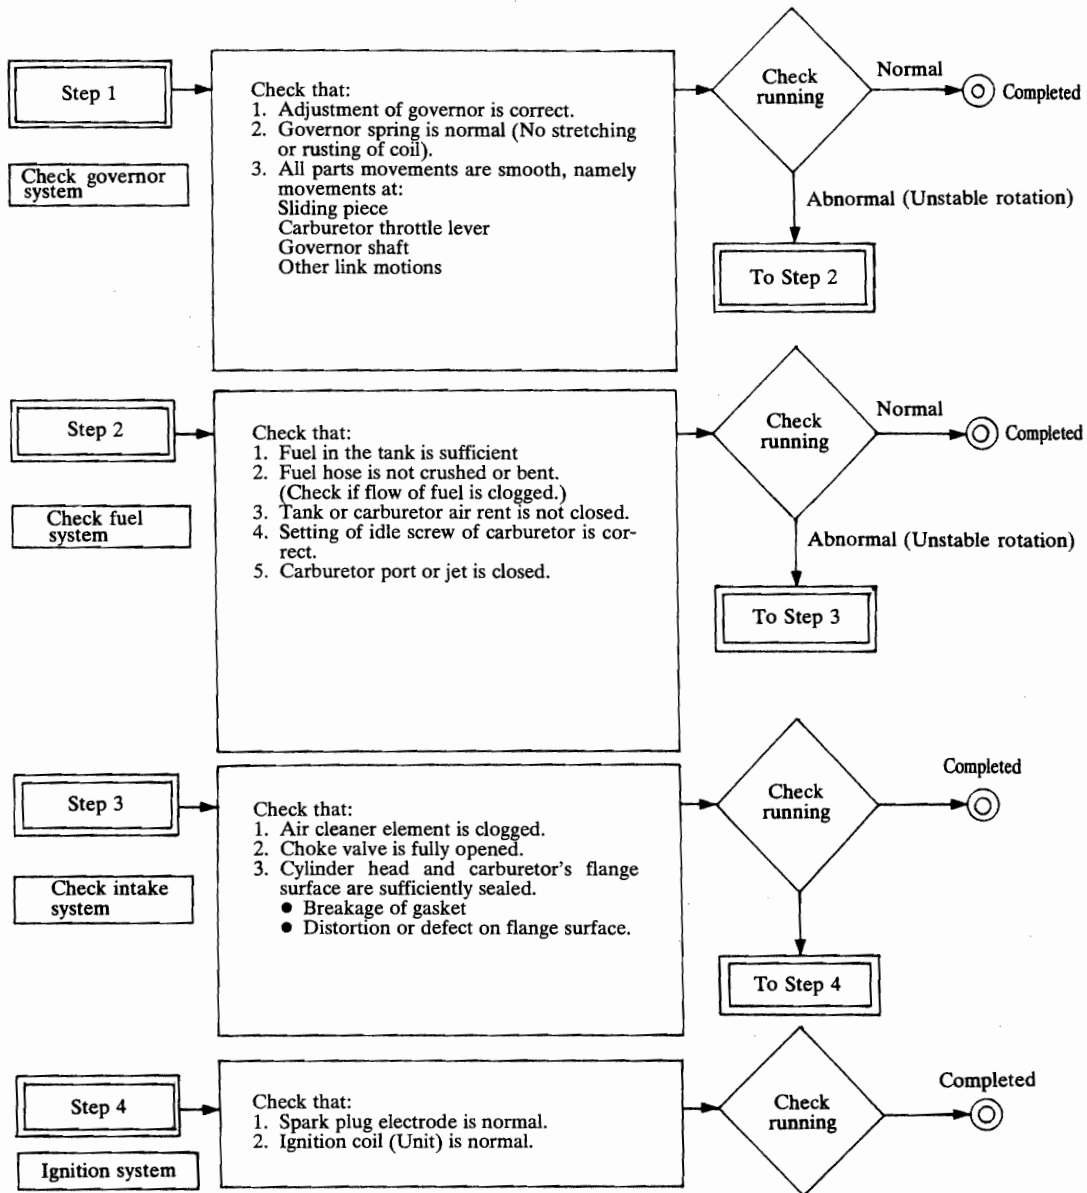 Step 1
Check governor
system
Check that:
1. Adjustment of governor is correct.
2. Governor spring is normal (No stretching
or rusting of coil).
3. All parts movements are smooth, namely
movements at:
Sliding piece
Carburetor throttle lever
Governor shaft
Other link motions
Check
running
Normal
Completed
Abnormal (Unstable rotation)
To Step 2
Step 2
Check fuel
system
Check that:
1. Fuel in the tank is sufficient
2. Fuel hose is not crushed or bent.
(Check if flow of fuel is clogged.)
3. Tank or carburetor air rent is not closed.
4. Setting of idle screw of carburetor is cor-
rect.
5. Carburetor port or jet is closed.
Check
running
Normal
Completed
Abnormal (Unstable rotation)
To Step 3
Step 3
Check intake
system
Check that:
1. Air cleaner element is clogged.
2. Choke valve is fully opened.
3. Cylinder head and carburetor's flange
surface are sufficiently sealed.
● Breakage of gasket
● Distortion or defect on flange surface.
Check
running
Completed
To Step 4
Step 4
Ignition system
Check that:
1. Spark plug electrode is normal.
2. Ignition coil (Unit) is normal.
Check
running
Completed